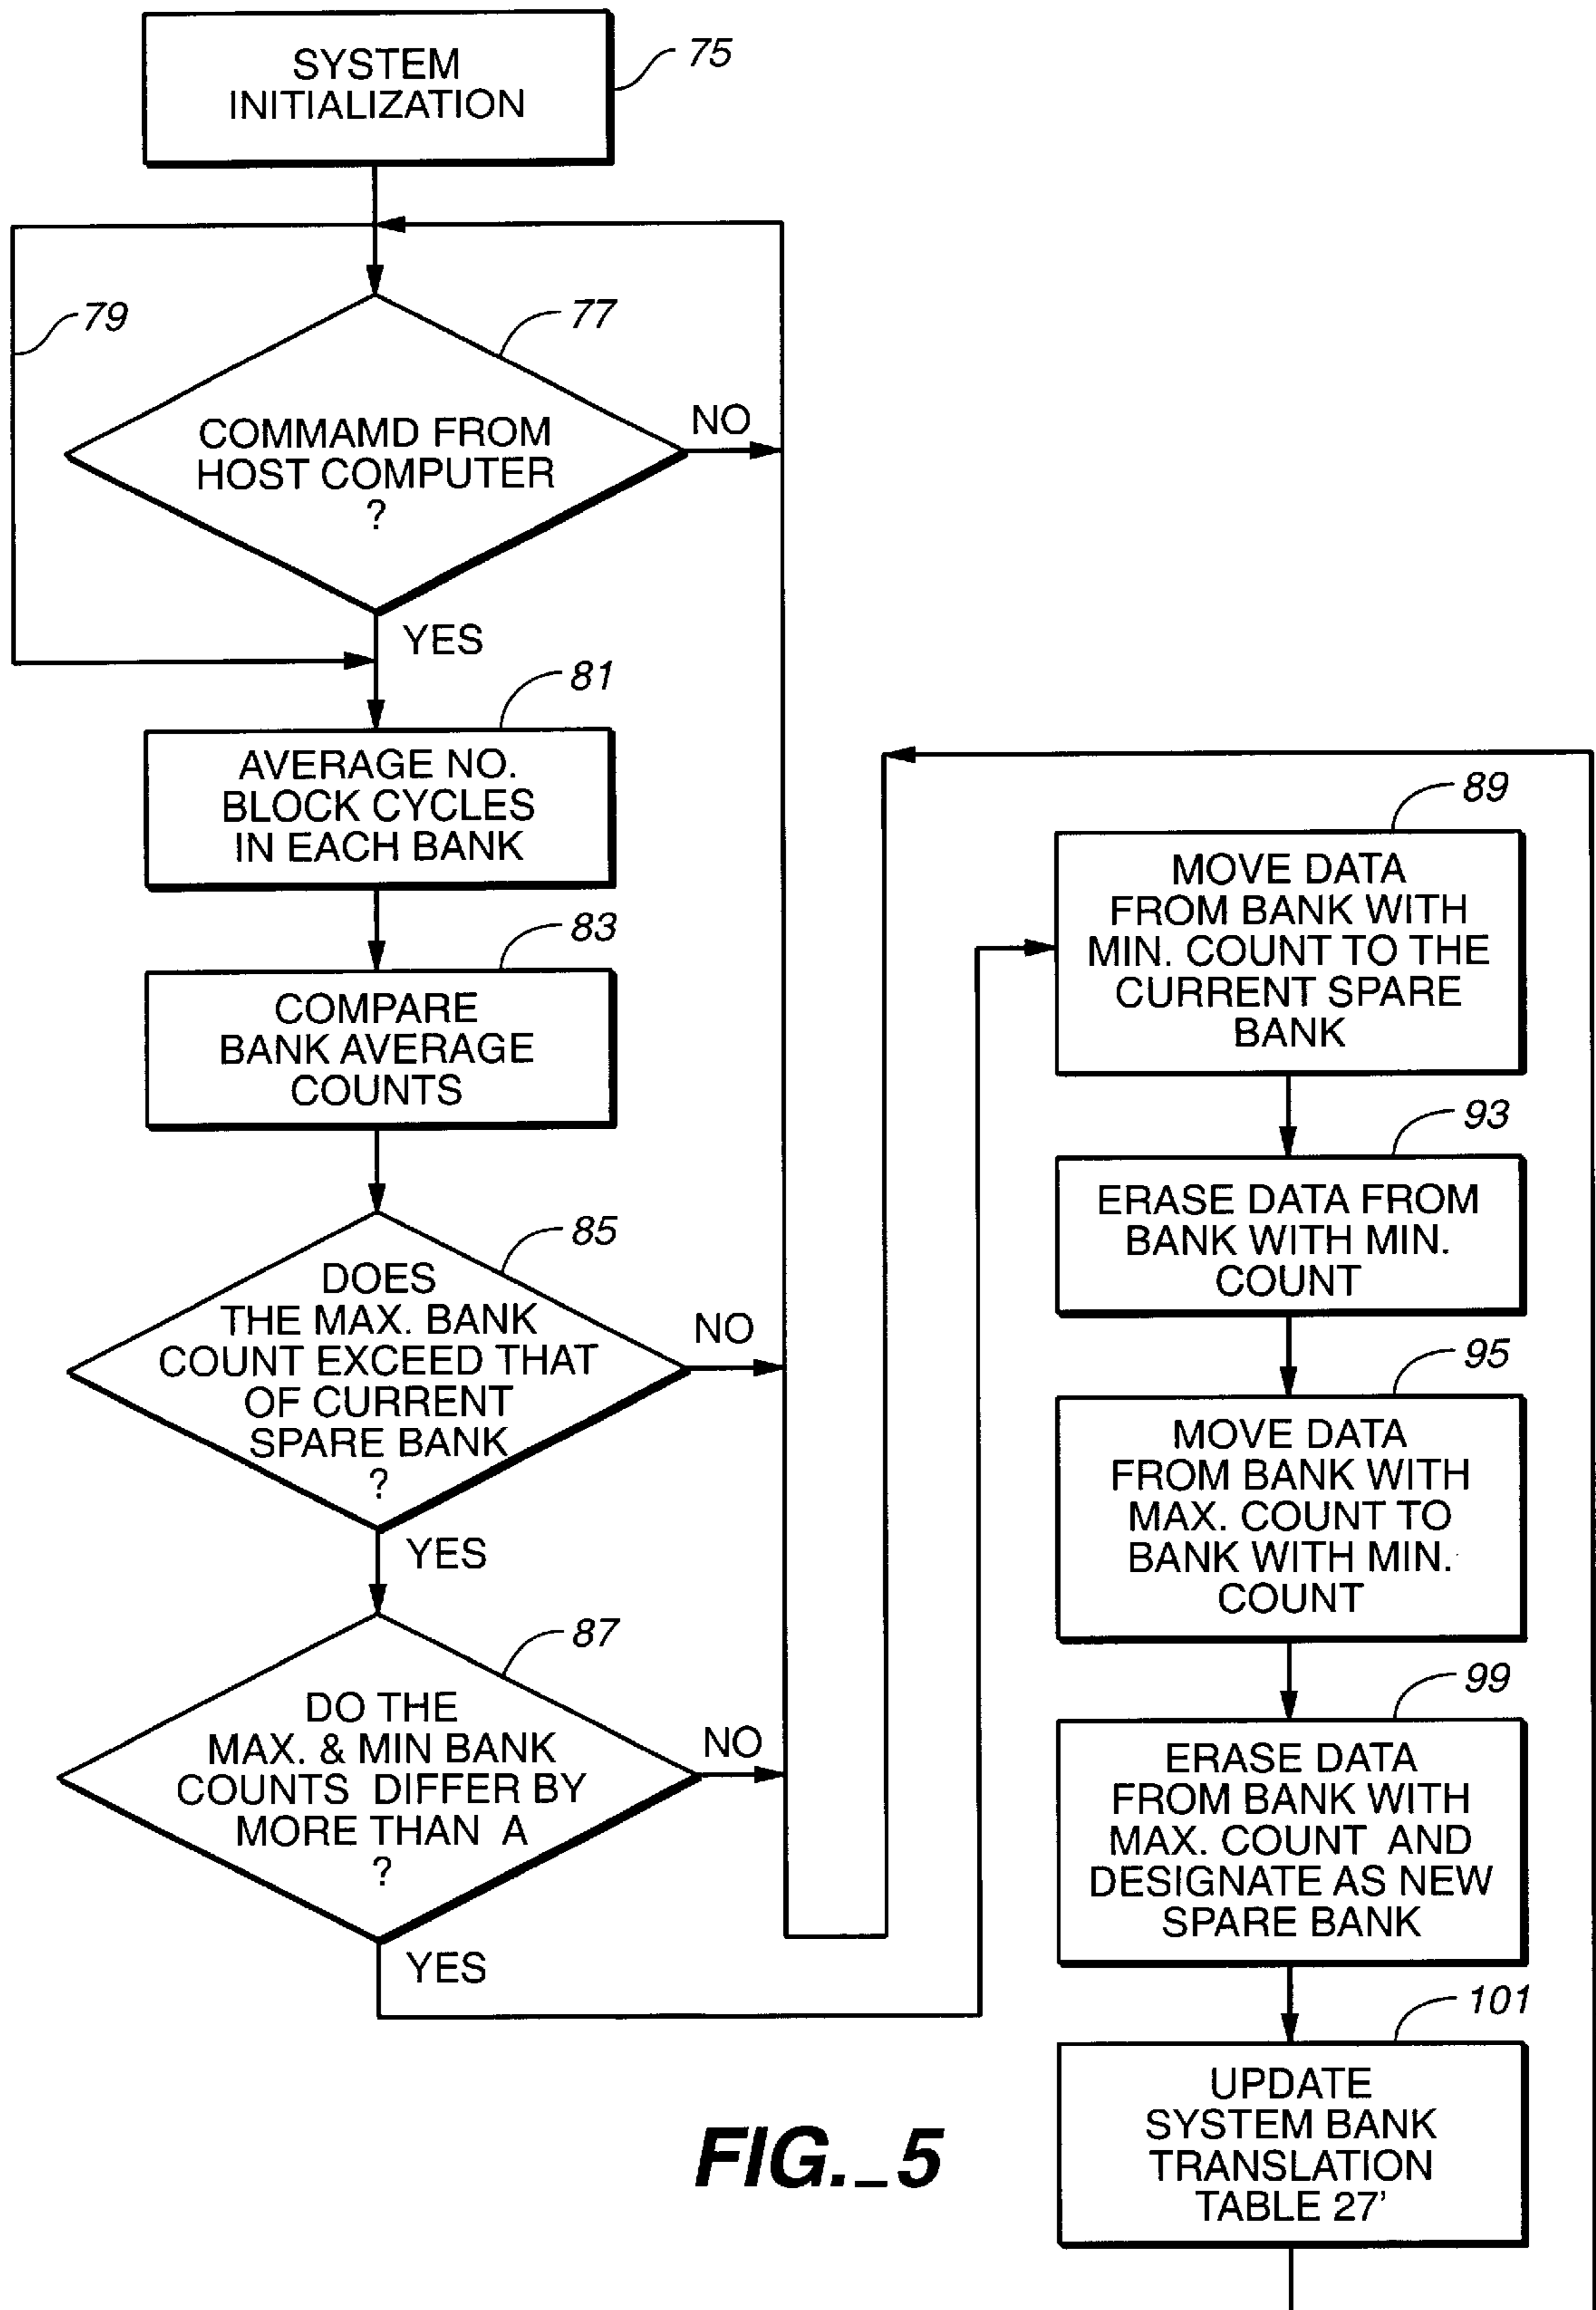 SYSTEM
INITIALIZATION
75
79
77
COMMAMD FROM
HOST COMPUTER
?
NO
YES
81
AVERAGE NO.
BLOCK CYCLES
IN EACH BANK
83
COMPARE
BANK AVERAGE
COUNTS
85
DOES
THE MAX. BANK
COUNT EXCEED THAT
OF CURRENT
SPARE BANK
?
NO
YES
87
DO THE
MAX. & MIN BANK
COUNTS DIFFER BY
MORE THAN A
?
NO
YES
89
MOVE DATA
FROM BANK WITH
MIN. COUNT TO THE
CURRENT SPARE
BANK
93
ERASE DATA FROM
BANK WITH MIN.
COUNT
95
MOVE DATA
FROM BANK WITH
MAX. COUNT TO
BANK WITH MIN.
COUNT
99
ERASE DATA
FROM BANK WITH
MAX. COUNT AND
DESIGNATE AS NEW
SPARE BANK
101
UPDATE
SYSTEM BANK
TRANSLATION
TABLE 27'
FIG._5